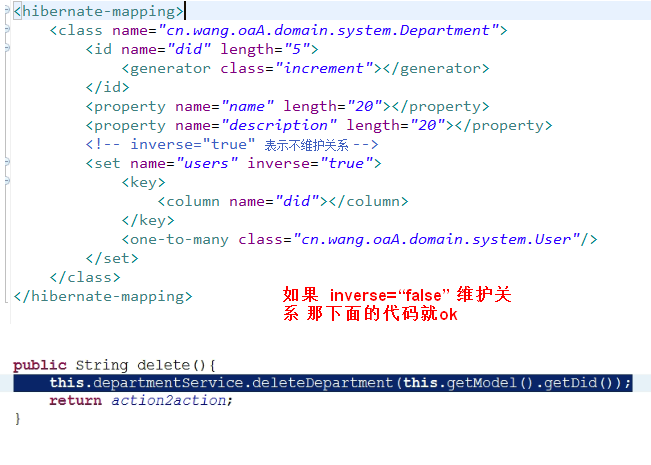 <hibernate-mapping>
<class name="cn.wang.oaA.domain.system.Department">
<id name="did" length="5">
<generator class="increment"></generator>
</id>
<property name="name" length="20"></property>
<property name="description" length="20"></property>
<!-- inverse="true" 表示不维护关系 -->
<set name="users" inverse="true">
<key>
<column name="did"></column>
</key>
<one-to-many class="cn.wang.oaA.domain.system.User"/>
</set>
</class>
</hibernate-mapping>
如果 inverse=“false” 维护关
系 那下面的代码就ok
public String delete(){
this.departmentService.deleteDepartment(this.getModel().getDid());
return action2action;
}